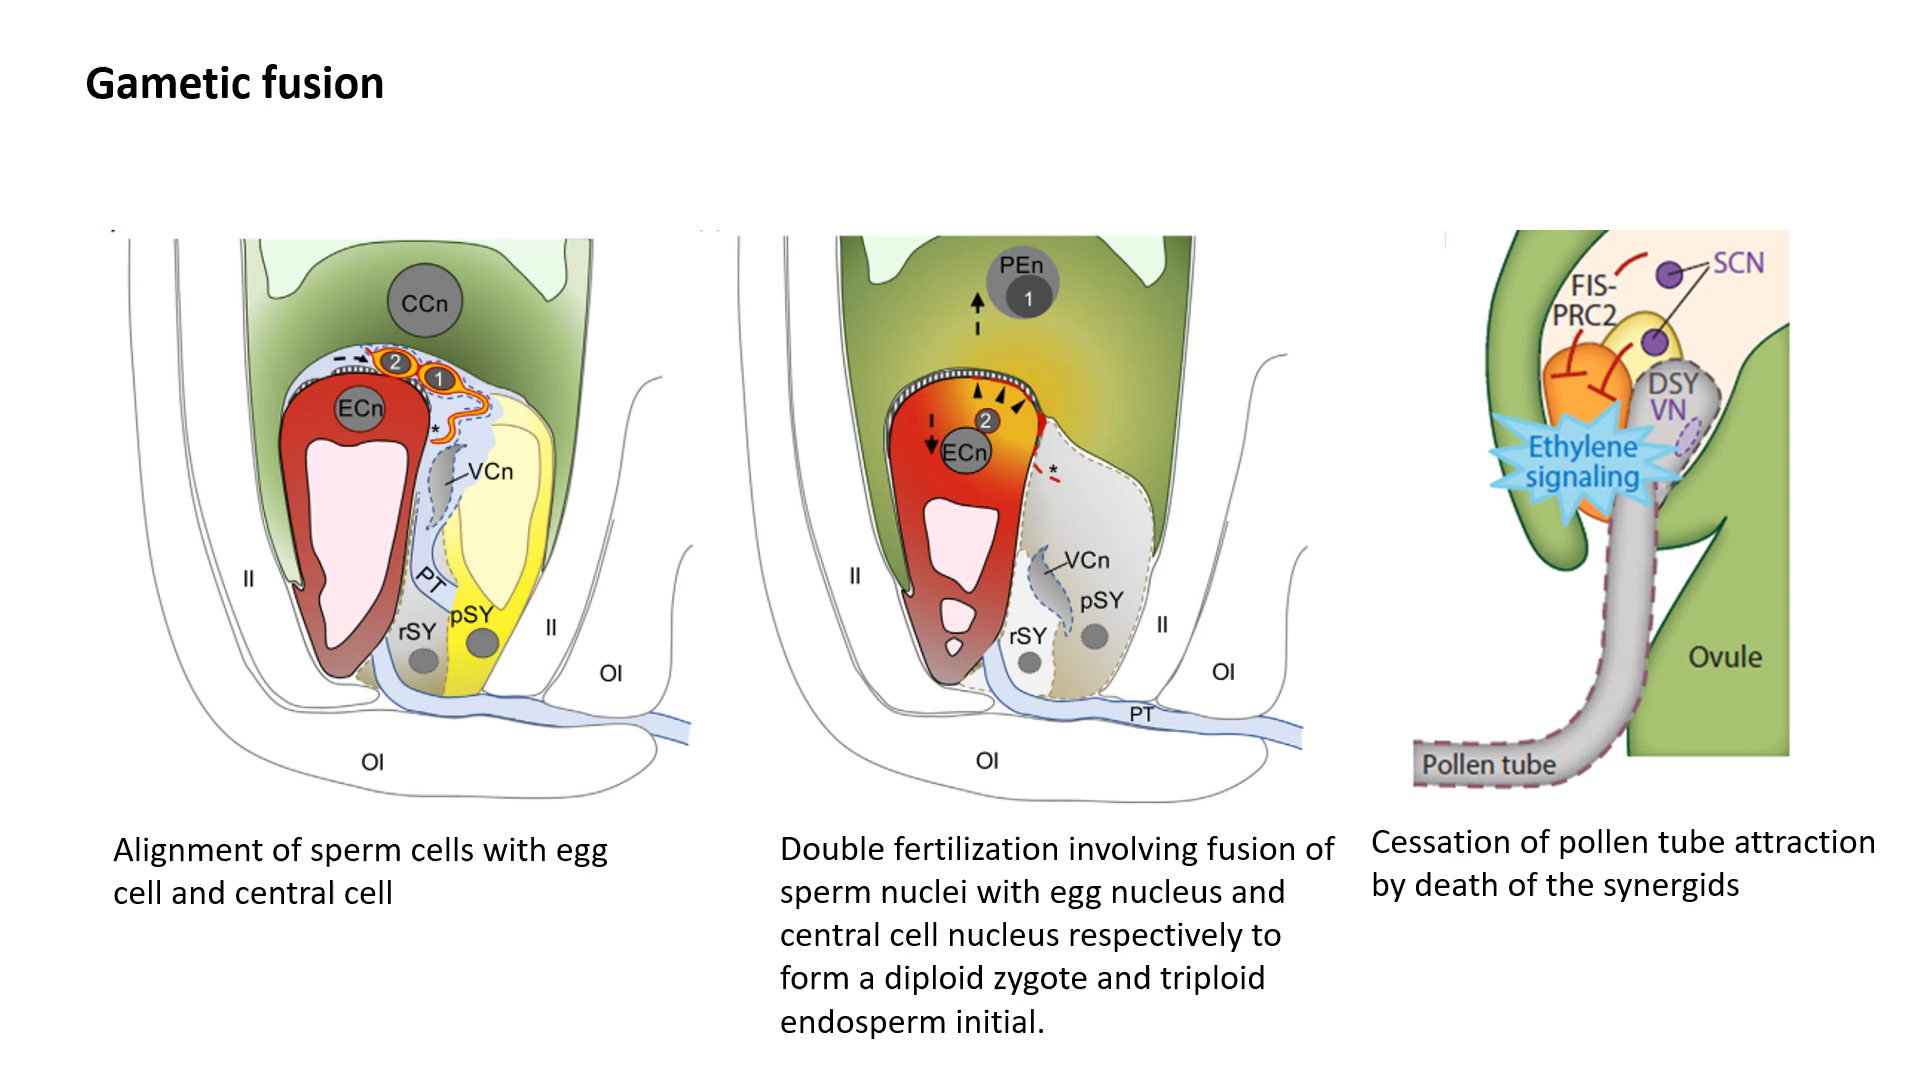 Gametic fusion
CCn
2
1
ECn
*
VCn
II
PT
pSY
rSY
II
OI
OI
PEn
1
2
ECn
*
VCn
II
pSY
II
rSY
OI
PT
OI
SCN
FIS-
PRC2
DSY
VN
Ethylene
signaling
Ovule
Pollen tube
Alignment of sperm cells with egg
cell and central cell
Double fertilization involving fusion of
sperm nuclei with egg nucleus and
central cell nucleus respectively to
form a diploid zygote and triploid
endosperm initial.
Cessation of pollen tube attraction
by death of the synergids